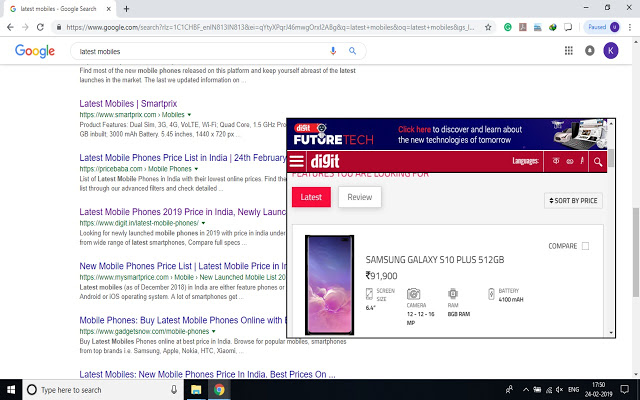 latest mobiles - Google Search
https://www.google.com/search?rlz=1C1CHBF_enIN813IN813&ei=
q=latest+mobiles&oq=latest+mobiles&gs_l...
Paused
Google
latest mobiles
K
Find most of the new mobile phones released on this platform and keep yourself abreast of the latest
launches in the market. The last we updated information on ...
Latest Mobiles | Smartprix
https://www.smartprix.com › Mobiles
Product Features: Dual Sim, 3G, 4G, VoLTE, Wi-Fi; Quad Core, 1.5 GHz Pro
GB inbuilt; 3000 mAh Battery. 5.45 inches, 1440 x 720 px ...
Latest Mobile Phones Price List in India | 24th February
https://pricebaba.com › Mobile Phones
List of Latest Mobile Phones in India with their lowest online prices. Find the
list through our advanced filters and check detailed ...
Latest Mobile Phones 2019 Price in India, Newly Launc
https://www.digit.in/latest-mobile-phones/
Looking for newly launched mobile phones in 2019 with price in India under
from wide range of latest smartphones. Compare full specs ...
New Mobile Phones Price List | Latest Mobile Price in In
https://www.mysmartprice.com › Mobile › New Launched Mobile List 20
Latest mobiles (as of December 2018) in India are either feature phones or
Android or iOS operating system. A lot of smartphones get ...
Mobile Phones: Buy Latest Mobile Phones Online with B
https://www.gadgetsnow.com/mobile-phones
Buy Latest Mobile Phones online at best price in India. Browse for popular mobiles, smartphones
from top brands i.e. Samsung, Apple, Nokia, HTC, Xiaomi, ...
Latest Mobiles: New Mobile Phones Price In India, Best Prices On ...
digit
FUTURE TECH
Click here to discover and learn about
the new technologies of tomorrow
digit
Languages:
FEATURES YOU ARE LOOKING FOR
Latest
Review
SORT BY PRICE
COMPARE
SAMSUNG GALAXY S10 PLUS 512GB
₹91,900
SCREEN SIZE
6.4"
CAMERA
12 - 12 - 16 MP
RAM
8GB RAM
BATTERY
4100 mAH
Type here to search
ENG
17:50
24-02-2019